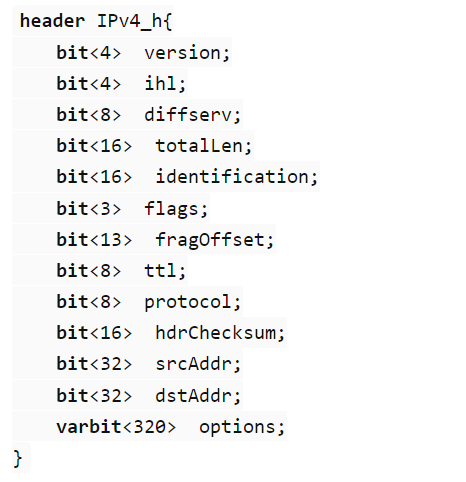 header IPv4_h{
bit<4> version;
bit<4> ihl;
bit<8> diffserv;
bit<16> totalLen;
bit<16> identification;
bit<3> flags;
bit<13> fragOffset;
bit<8> ttl;
bit<8> protocol;
bit<16> hdrChecksum;
bit<32> srcAddr;
bit<32> dstAddr;
varbit<320> options;
}